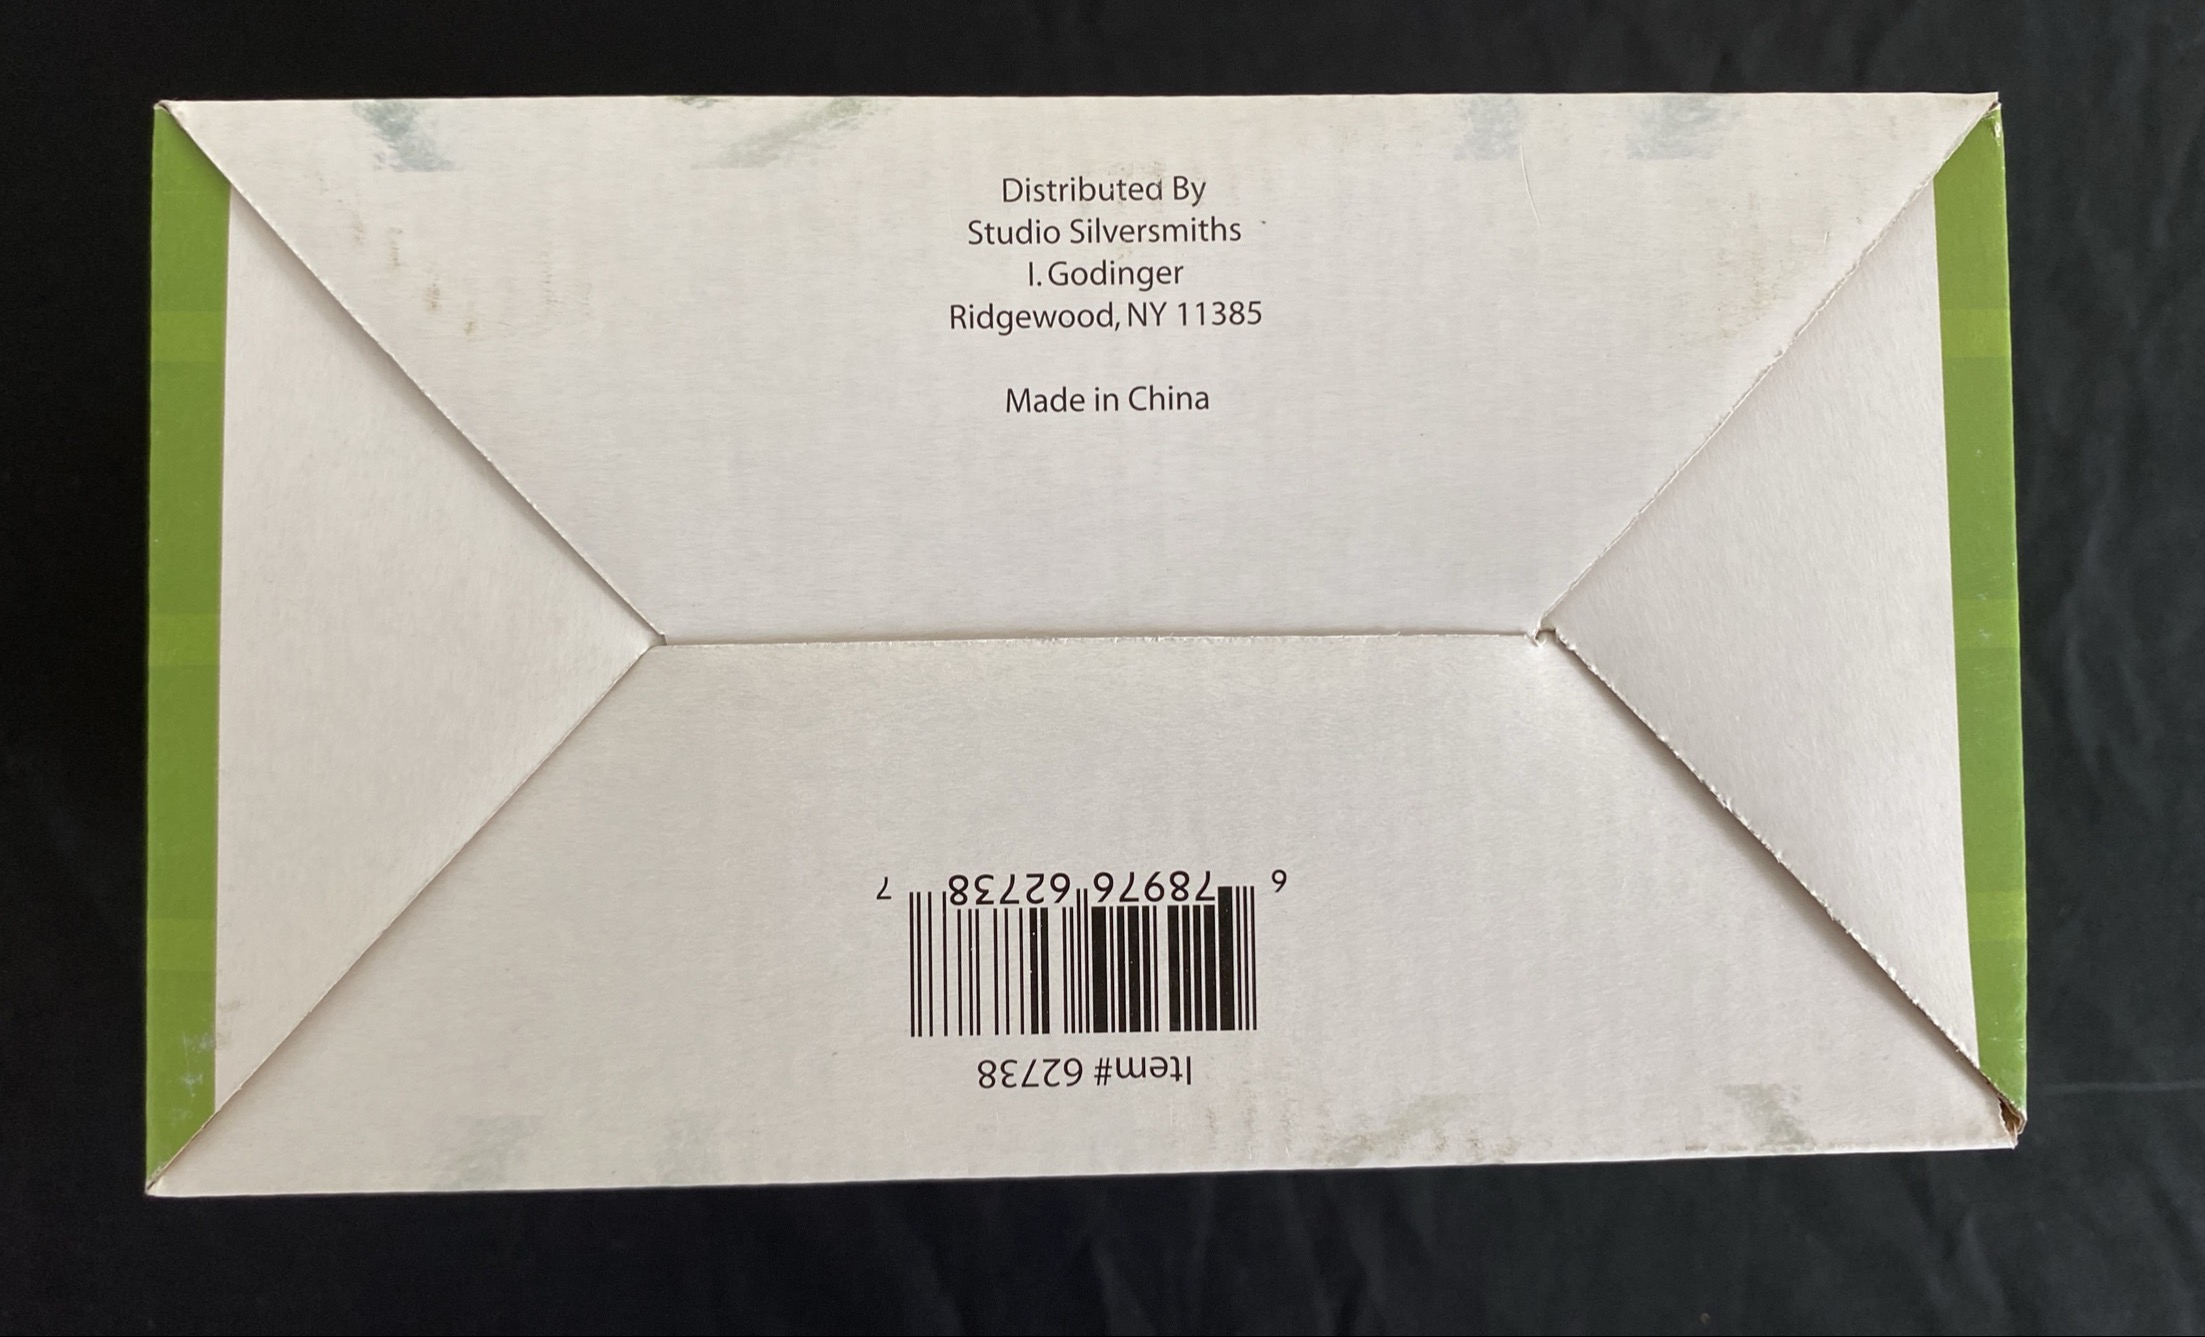 Distributed By
Studio Silversmiths
I. Godinger
Ridgewood, NY 11385
Made in China
Item# 62738
6 78976 62738 7